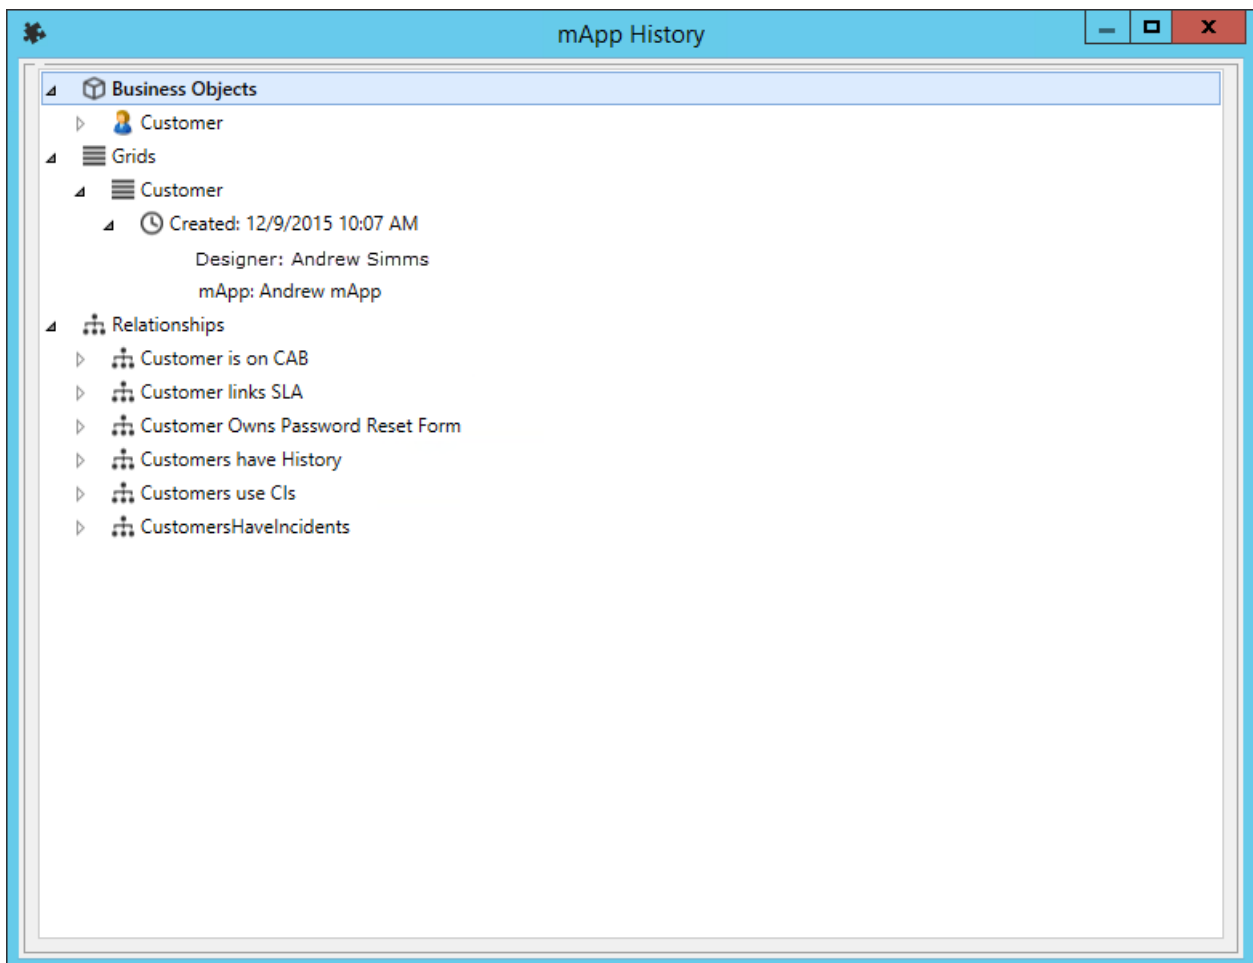 mApp History
Business Objects
Customer
Grids
Customer
Created: 12/9/2015 10:07 AM
Designer: Andrew Simms
mApp: Andrew mApp
Relationships
Customer is on CAB
Customer links SLA
Customer Owns Password Reset Form
Customers have History
Customers use CIs
CustomersHaveIncidents